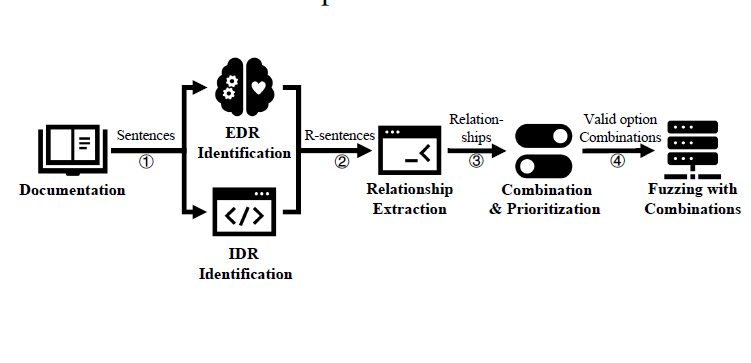 Sentences
①
Documentation
EDR
Identification
</>
IDR
Identification
R-sentences
②
Relationship
Extraction
Relation-
ships
③
Combination
& Prioritization
Valid option
Combinations
④
Fuzzing with
Combinations